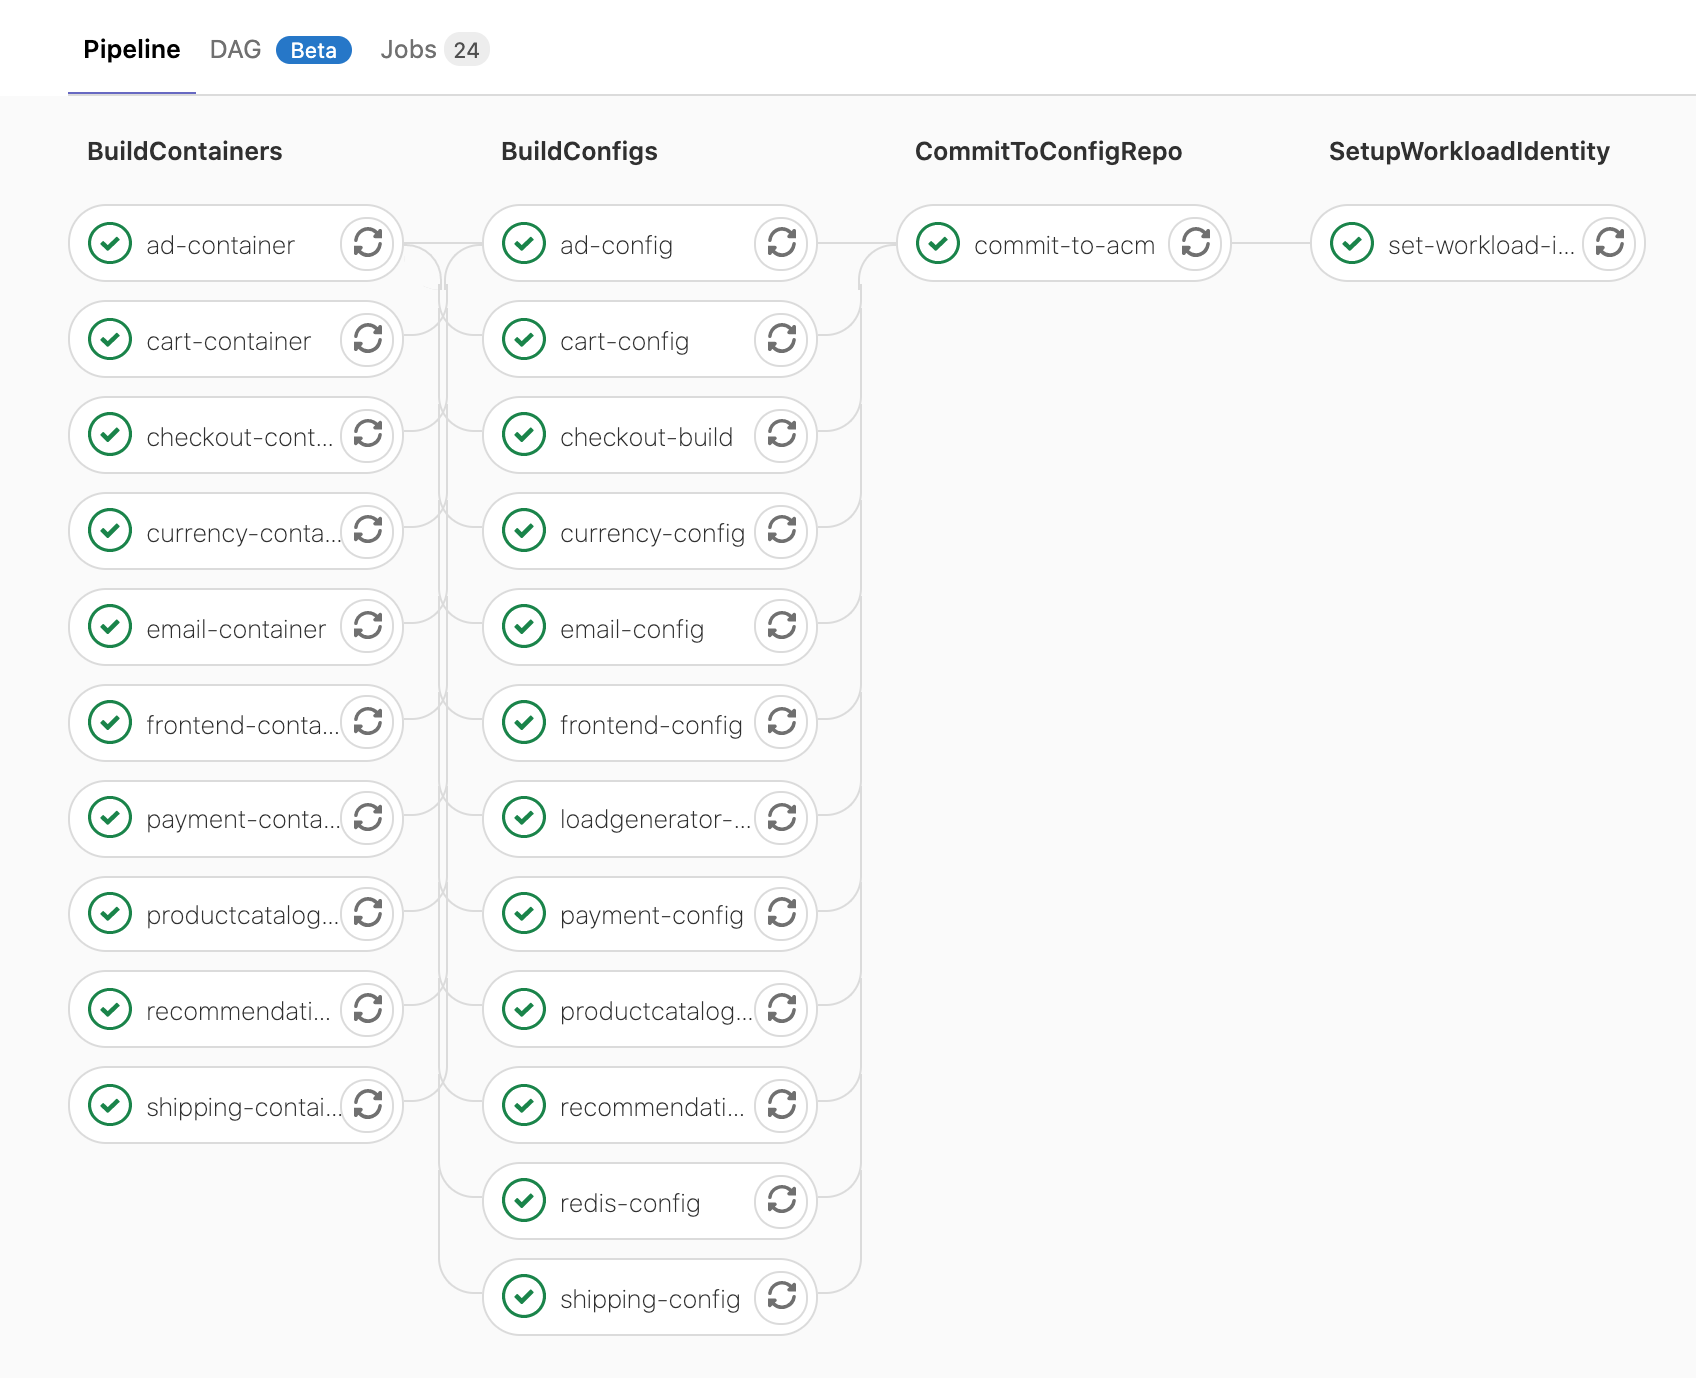 Pipeline DAG Beta Jobs 24
BuildContainers
ad-container
cart-container
checkout-cont...
currency-conta...
email-container
frontend-conta...
payment-conta...
productcatalog...
recommendati...
shipping-contai...
BuildConfigs
ad-config
cart-config
checkout-build
currency-config
email-config
frontend-config
loadgenerator-...
payment-config
productcatalog...
recommendati...
redis-config
shipping-config
CommitToConfigRepo
commit-to-acm
SetupWorkloadIdentity
set-workload-i...